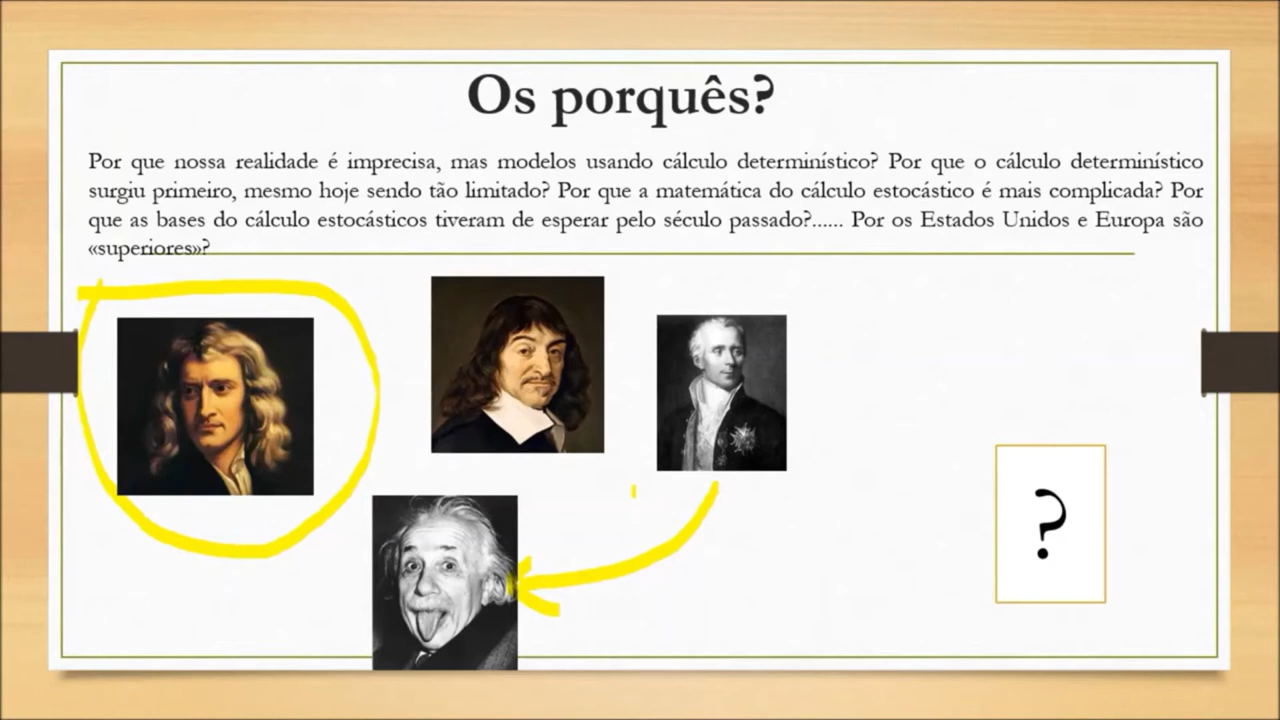 Os porquês?
Por que nossa realidade é imprecisa, mas modelos usando cálculo determinístico? Por que o cálculo determinístico
surgiu primeiro, mesmo hoje sendo tão limitado? Por que a matemática do cálculo estocástico é mais complicada? Por
que as bases do cálculo estocásticos tiveram de esperar pelo século passado?...... Por os Estados Unidos e Europa são
«superiores»?
?